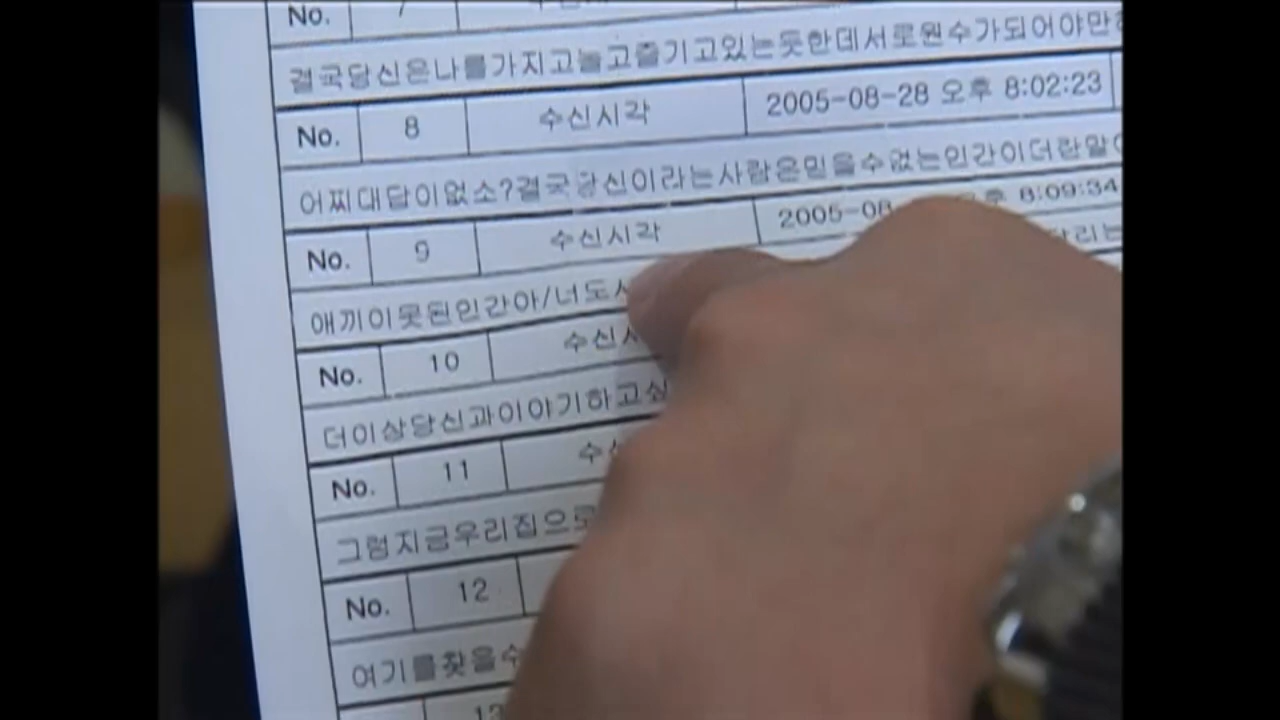 No. 7
결국당신은나를가지고놀고즐기고있는듯한데서로원수가되어야만
No. 8 수신시각 2005-08-28 오후 8:02:23
어찌대답이없소?결국당신이라는사람은믿을수없는인간이더란말
No. 9 수신시각 2005-08 오후 8:09:34
애끼이못된인간아/너도
No. 10 수신
더이상당신과이야기하고싶
No. 11 수신
그럼지금우리집으로
No. 12
여기를찾을수